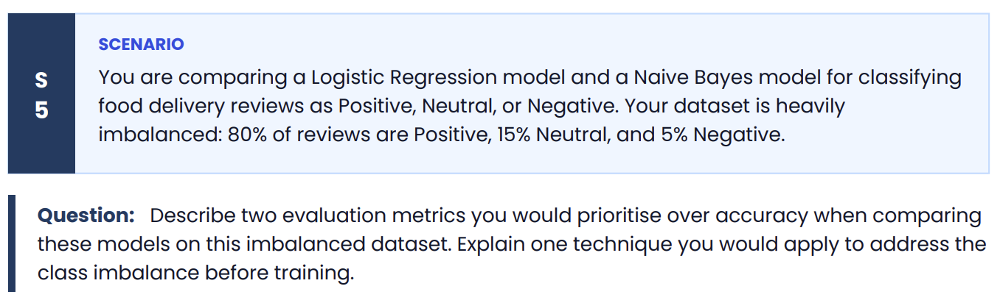 S
5
SCENARIO
You are comparing a Logistic Regression model and a Naive Bayes model for classifying
food delivery reviews as Positive, Neutral, or Negative. Your dataset is heavily
imbalanced: 80% of reviews are Positive, 15% Neutral, and 5% Negative.
Question: Describe two evaluation metrics you would prioritise over accuracy when comparing
these models on this imbalanced dataset. Explain one technique you would apply to address the
class imbalance before training.